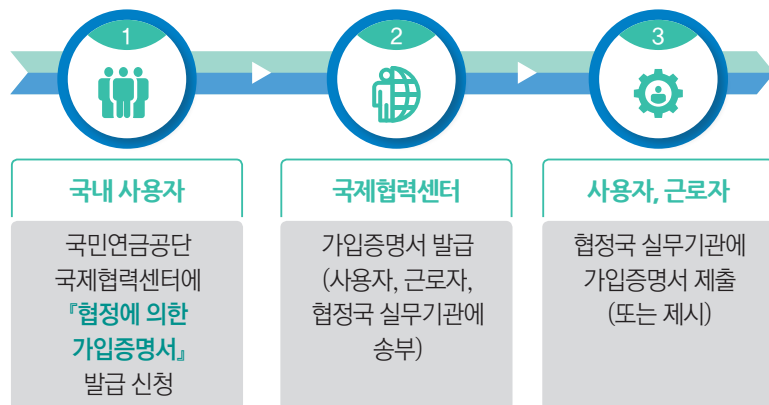 1
국내 사용자
국민연금공단
국제협력센터에
『협정에 의한
가입증명서』
발급 신청
2
국제협력센터
가입증명서 발급
(사용자, 근로자,
협정국 실무기관에
송부)
3
사용자, 근로자
협정국 실무기관에
가입증명서 제출
(또는 제시)